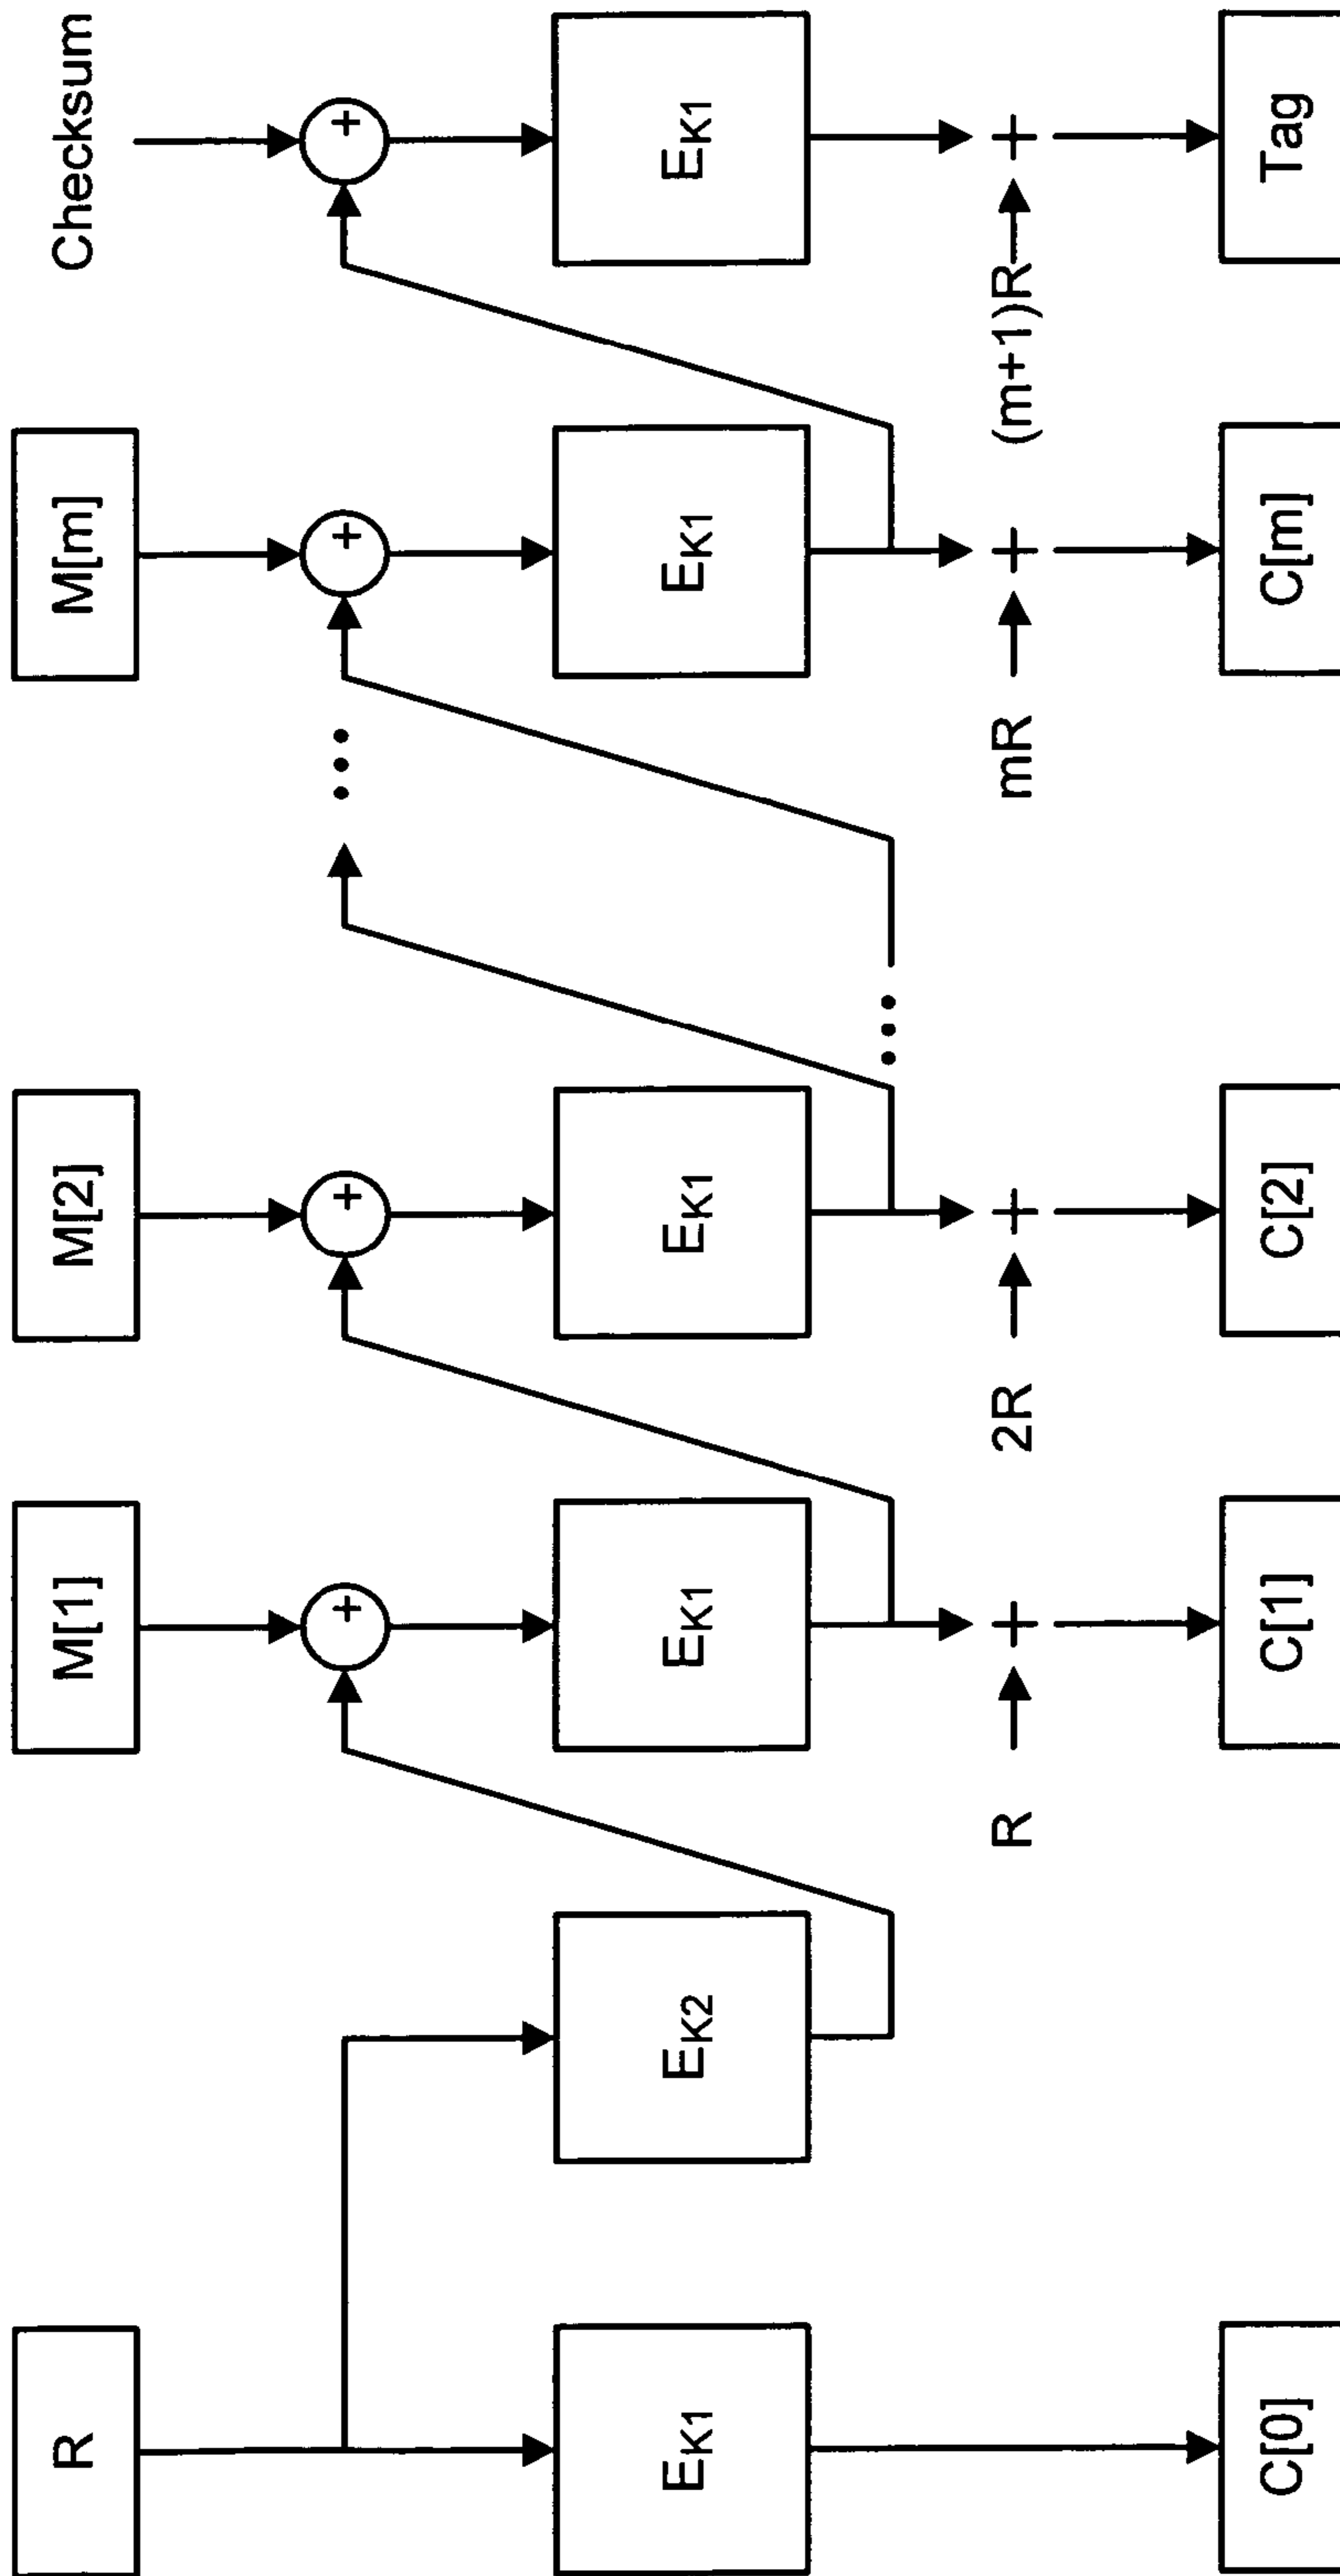 R
M[1]
M[2]
M[m]
Checksum
+
+
+
+
EK1
EK2
EK1
EK1
EK1
EK1
R
+
2R
+
mR
+
(m+1)R
+
C[0]
C[1]
C[2]
C[m]
Tag